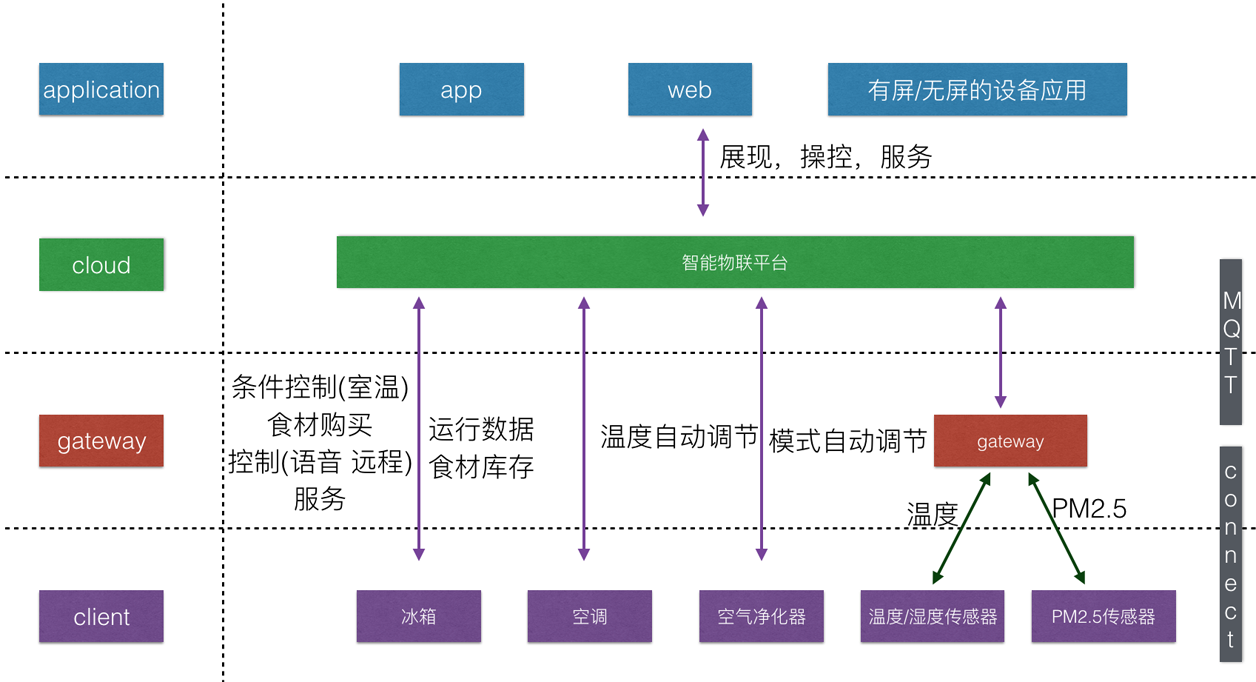 application
app
web
有屏/无屏的设备应用
展现，操控，服务
cloud
智能物联平台
MQTT
条件控制(室温)
食材购买
控制(语音 远程)
服务
运行数据
食材库存
温度自动调节
模式自动调节
gateway
gateway
connect
温度
PM2.5
client
冰箱
空调
空气净化器
温度/湿度传感器
PM2.5传感器